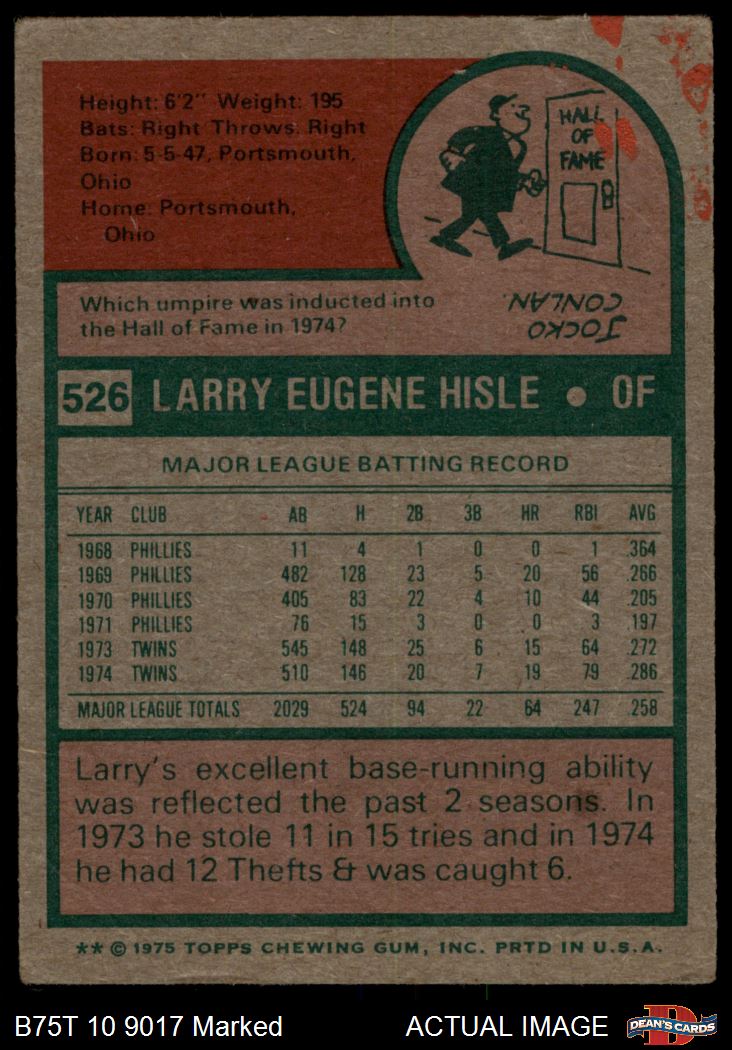 Height: 6'2" Weight: 195
Bats: Right Throws: Right
Born: 5-5-47, Portsmouth,
Ohio
Home: Portsmouth,
Ohio
HALL
OF
FAME
Which umpire was inducted into
the Hall of Fame in 1974?
JOCKO
CONLAN.
526 LARRY EUGENE HISLE • OF
MAJOR LEAGUE BATTING RECORD
YEAR CLUB AB H 2B 3B HR RBI AVG
1968 PHILLIES 11 4 1 0 0 1 .364
1969 PHILLIES 482 128 23 5 20 56 .266
1970 PHILLIES 405 83 22 4 10 44 .205
1971 PHILLIES 76 15 3 0 0 3 .197
1973 TWINS 545 148 25 6 15 64 .272
1974 TWINS 510 146 20 7 19 79 .286
MAJOR LEAGUE TOTALS 2029 524 94 22 64 247 .258
Larry's excellent base-running ability
was reflected the past 2 seasons. In
1973 he stole 11 in 15 tries and in 1974
he had 12 Thefts & was caught 6.
** © 1975 TOPPS CHEWING GUM, INC. PRTD IN U.S.A.
B75T 10 9017 Marked ACTUAL IMAGE
D
DEAN'S CARDS